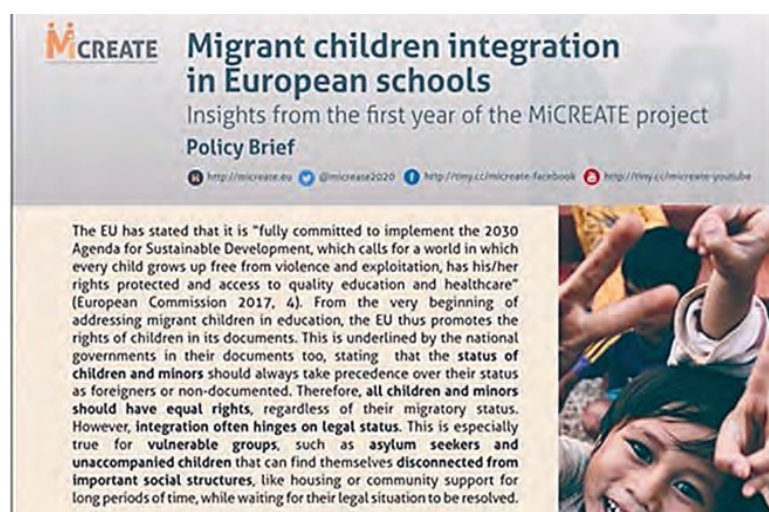 MiCREATE
Migrant children integration
in European schools
Insights from the first year of the MiCREATE project
Policy Brief
http://micreate.eu @micreate2020 http://tiny.cc/micreate-facebook http://tiny.cc/micreate-youtube
The EU has stated that it is "fully committed to implement the 2030
Agenda for Sustainable Development, which calls for a world in which
every child grows up free from violence and exploitation, has his/her
rights protected and access to quality education and healthcare"
(European Commission 2017, 4). From the very beginning of
addressing migrant children in education, the EU thus promotes the
rights of children in its documents. This is underlined by the national
governments in their documents too, stating that the status of
children and minors should always take precedence over their status
as foreigners or non-documented. Therefore, all children and minors
should have equal rights, regardless of their migratory status.
However, integration often hinges on legal status. This is especially
true for vulnerable groups, such as asylum seekers and
unaccompanied children that can find themselves disconnected from
important social structures, like housing or community support for
long periods of time, while waiting for their legal situation to be resolved.